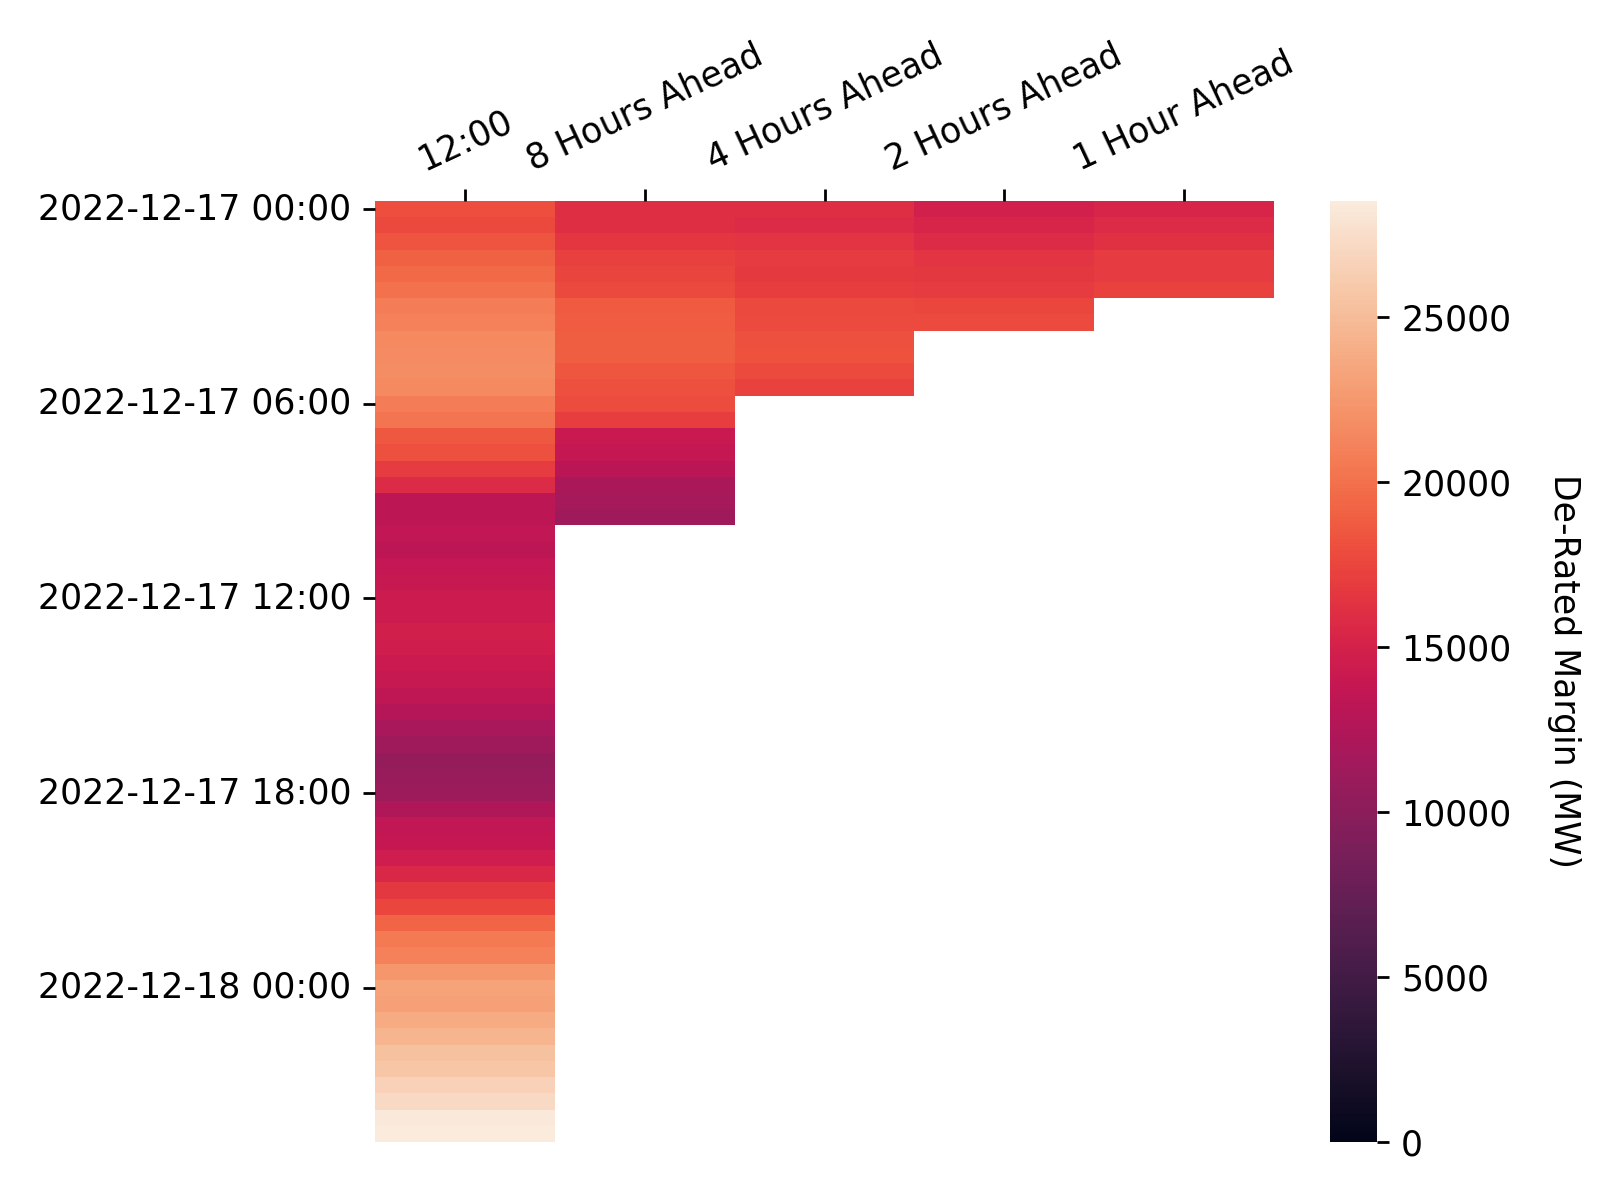 12:00
8 Hours Ahead
4 Hours Ahead
2 Hours Ahead
1 Hour Ahead
2022-12-17 00:00
2022-12-17 06:00
2022-12-17 12:00
2022-12-17 18:00
2022-12-18 00:00
25000
20000
15000
10000
5000
0
De-Rated Margin (MW)